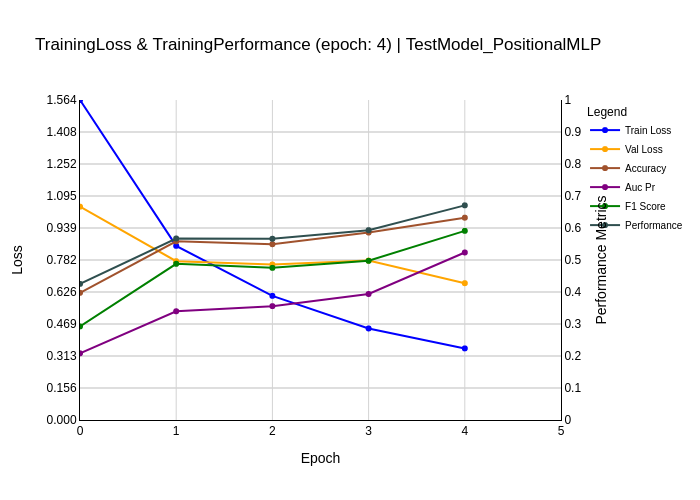 TrainingLoss & TrainingPerformance (epoch: 4) | TestModel_PositionalMLP
1.564
1.408
1.252
1.095
0.939
0.782
0.626
0.469
0.313
0.156
0.000
Loss
0
1
2
3
4
5
Epoch
1
0.9
0.8
0.7
0.6
0.5
0.4
0.3
0.2
0.1
0
Performance Metrics
Legend
Train Loss
Val Loss
Accuracy
Auc Pr
F1 Score
Performance